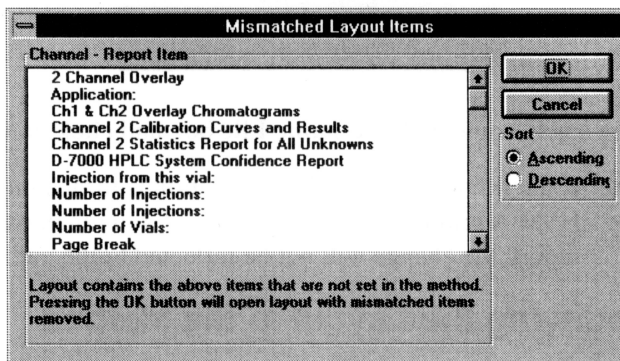 Mismatched Layout Items
Channel - Report Item
2 Channel Overlay
Application:
Ch1 & Ch2 Overlay Chromatograms
Channel 2 Calibration Curves and Results
Channel 2 Statistics Report for All Unknowns
D-7000 HPLC System Confidence Report
Injection from this vial:
Number of Injections:
Number of Injections:
Number of Vials:
Page Break
Layout contains the above items that are not set in the method.
Pressing the OK button will open layout with mismatched items
removed.
OK
Cancel
Sort
Ascending
Descending